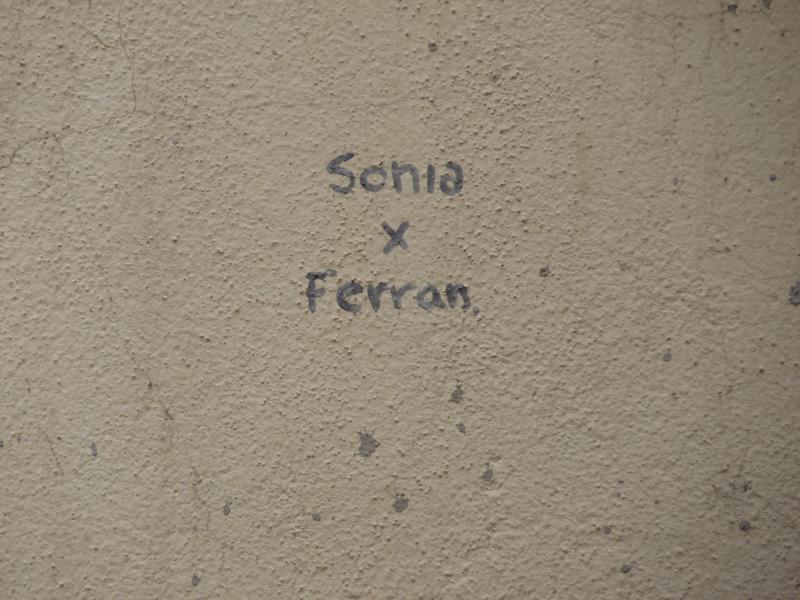 Sonia
x
Ferran.